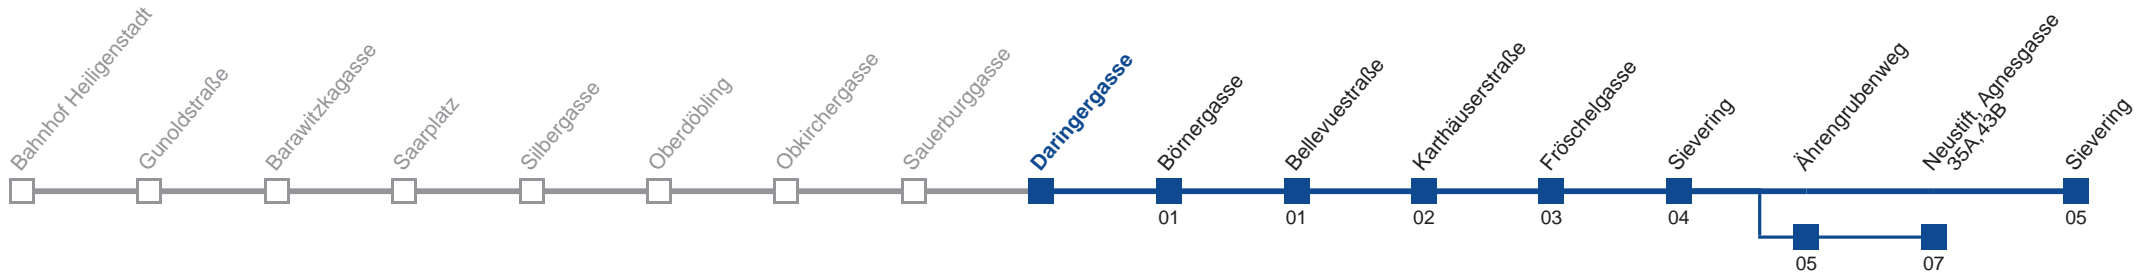 Bahnhof Heiligenstadt
Gunoldstraße
Barawitzkagasse
Saarplatz
Silbergasse
Oberdöbling
Obkirchergasse
Sauerburggasse
Daringergasse
Börnergasse
Bellevuestraße
Karthäuserstraße
Fröschelgasse
Sievering
Ährengrubenweg
Neustift, Agnesgasse
35A, 43B
Sievering
01
01
02
03
04
05
05
07